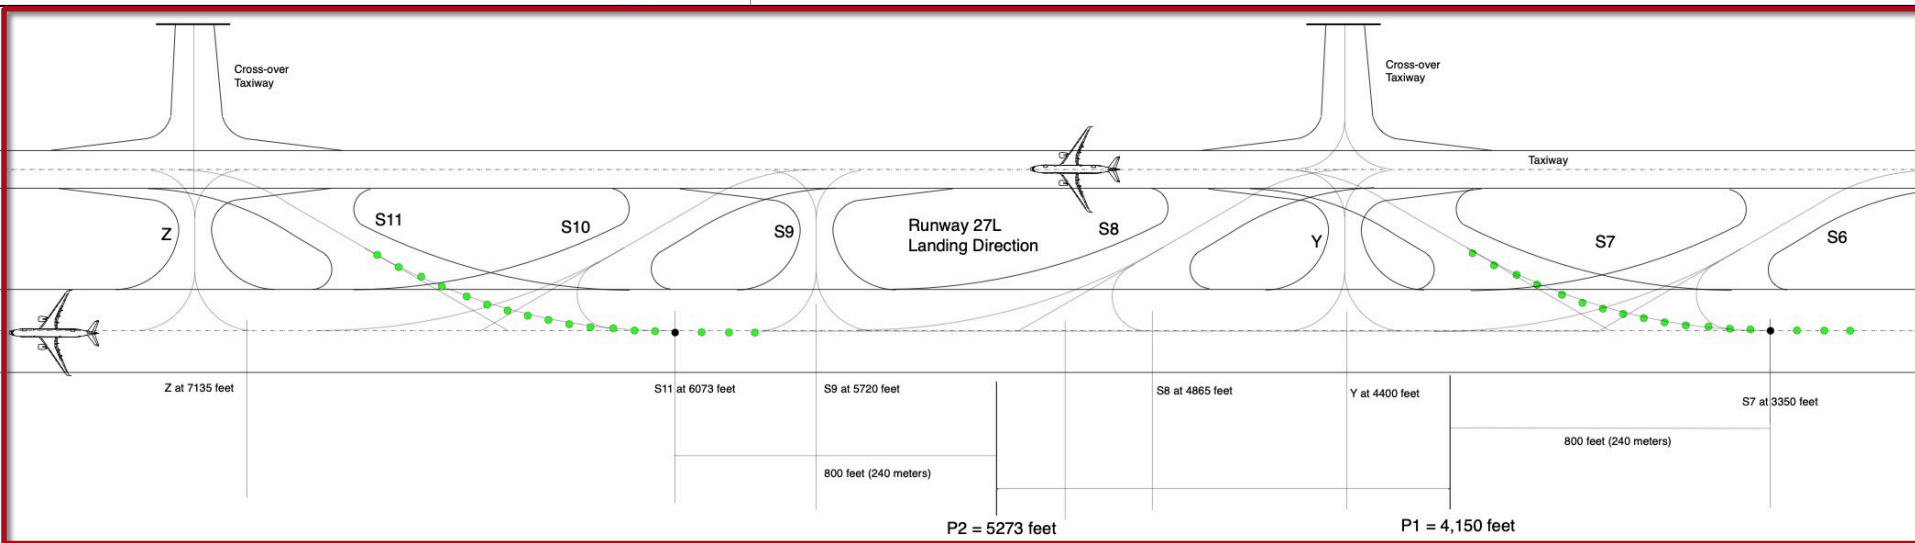 Cross-over
Taxiway
Cross-over
Taxiway
Taxiway
Z
S11
S10
S9
Runway 27L
Landing Direction
S8
Y
S7
S6
Z at 7135 feet
S11 at 6073 feet
S9 at 5720 feet
S8 at 4865 feet
Y at 4400 feet
S7 at 3350 feet
800 feet (240 meters)
800 feet (240 meters)
P2 = 5273 feet
P1 = 4,150 feet